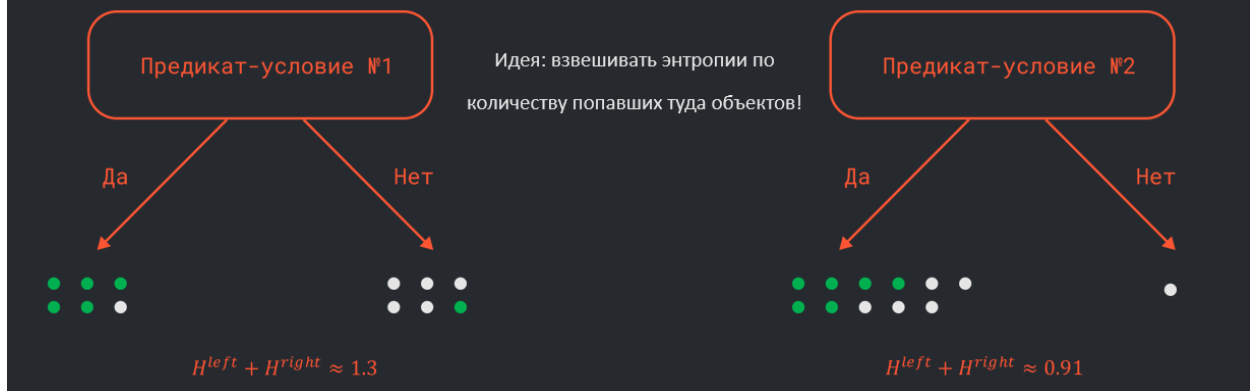 Предикат-условие №1
Идея: взвешивать энтропии по
количеству попавших туда объектов!
Предикат-условие №2
Да
Нет
Да
Нет
H^{left} + H^{right} ≈ 1.3
H^{left} + H^{right} ≈ 0.91